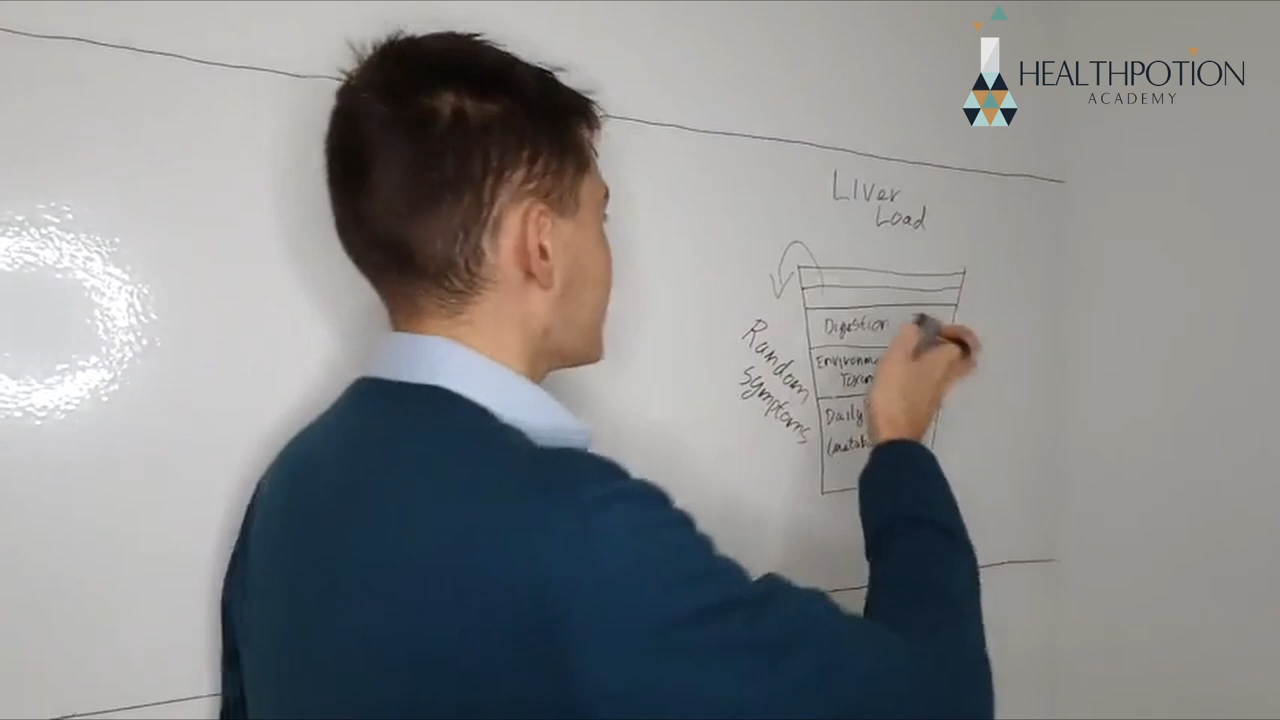 HEALTHPOTION
ACADEMY
Liver
Load
Digestion
Random
Symptoms
Daily